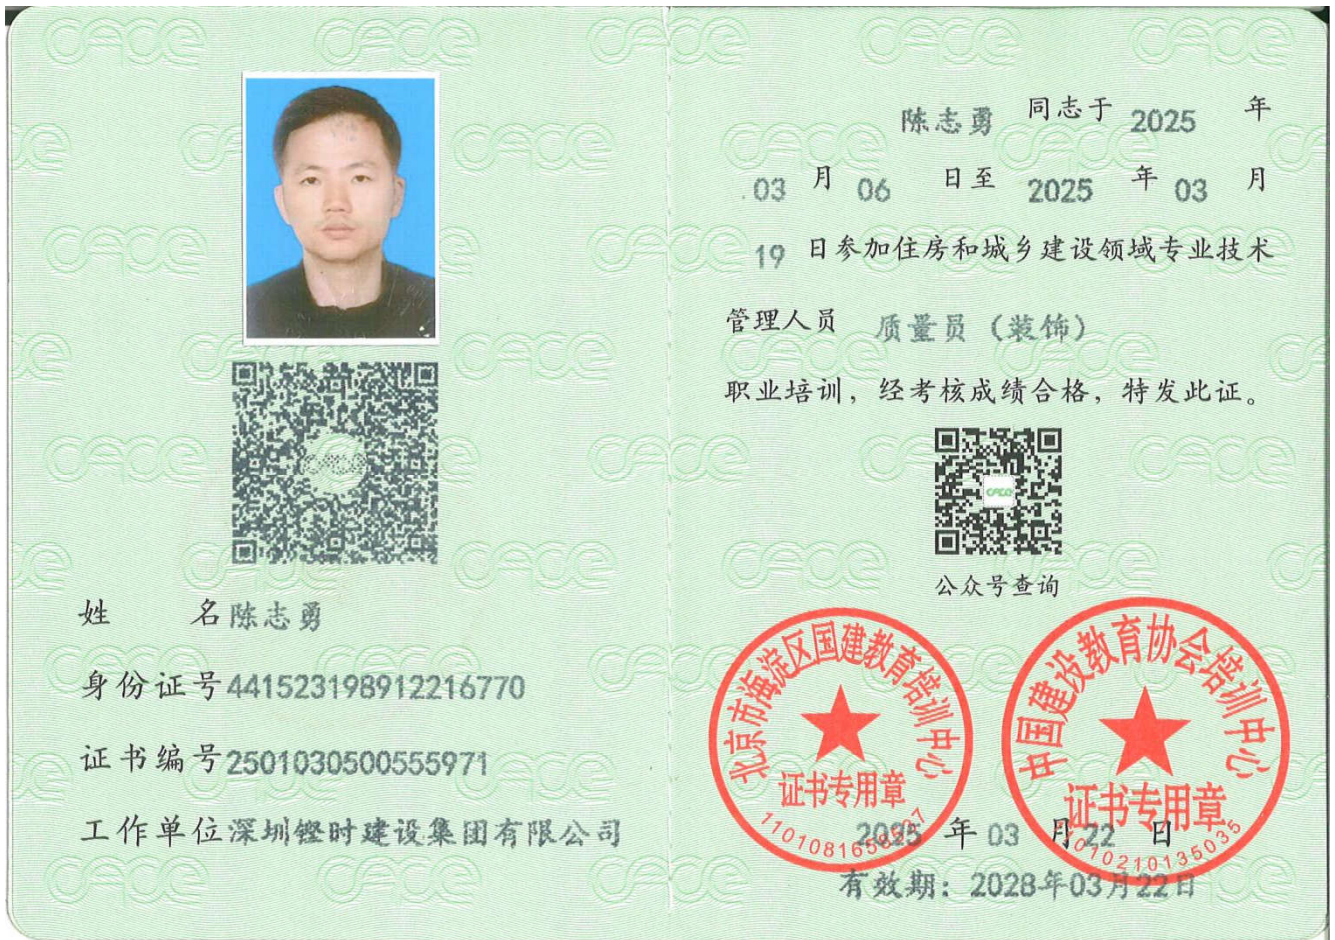 姓 名 陈志勇
身份证号 441523198912216770
证书编号 2501030500555971
工作单位 深圳铿时建设集团有限公司
陈志勇 同志于 2025 年
03 月 06 日至 2025 年 03 月
19 日参加住房和城乡建设领域专业技术
管理人员 质量员（装饰）
职业培训，经考核成绩合格，特发此证。
公众号查询
北京市海淀区国建教育培训中心
证书专用章
中国建设教育协会培训中心
证书专用章
2025 年 03 月 22 日
有效期：2028年03月22日
CACE